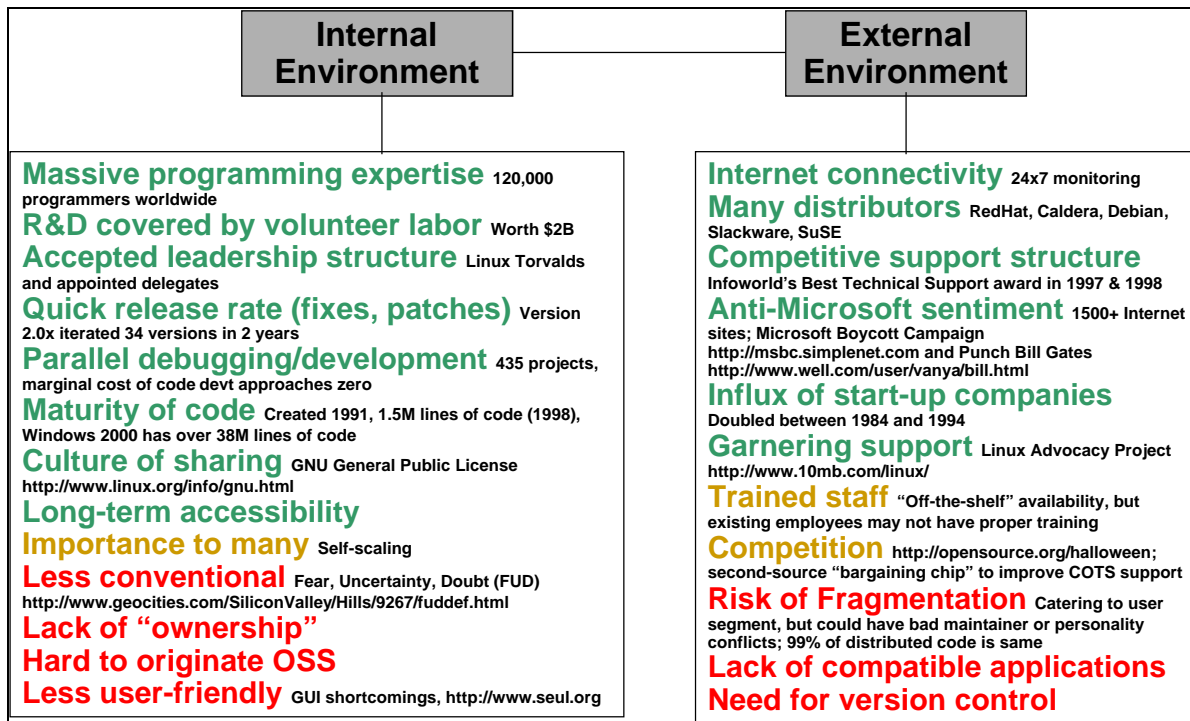 Internal
Environment
External
Environment
Massive programming expertise 120,000
programmers worldwide
R&D covered by volunteer labor Worth $2B
Accepted leadership structure Linux Torvalds
and appointed delegates
Quick release rate (fixes, patches) Version
2.0x iterated 34 versions in 2 years
Parallel debugging/development 435 projects,
marginal cost of code devt approaches zero
Maturity of code Created 1991, 1.5M lines of code (1998),
Windows 2000 has over 38M lines of code
Culture of sharing GNU General Public License
http://www.linux.org/info/gnu.html
Long-term accessibility
Importance to many Self-scaling
Less conventional Fear, Uncertainty, Doubt (FUD)
http://www.geocities.com/SiliconValley/Hills/9267/fuddef.html
Lack of “ownership”
Hard to originate OSS
Less user-friendly GUI shortcomings, http://www.seul.org
Internet connectivity 24x7 monitoring
Many distributors RedHat, Caldera, Debian,
Slackware, SuSE
Competitive support structure
Infoworld’s Best Technical Support award in 1997 & 1998
Anti-Microsoft sentiment 1500+ Internet
sites; Microsoft Boycott Campaign
http://msbc.simplenet.com and Punch Bill Gates
http://www.well.com/user/vanya/bill.html
Influx of start-up companies
Doubled between 1984 and 1994
Garnering support Linux Advocacy Project
http://www.10mb.com/linux/
Trained staff “Off-the-shelf” availability, but
existing employees may not have proper training
Competition http://opensource.org/halloween;
second-source “bargaining chip” to improve COTS support
Risk of Fragmentation Catering to user
segment, but could have bad maintainer or personality
conflicts; 99% of distributed code is same
Lack of compatible applications
Need for version control